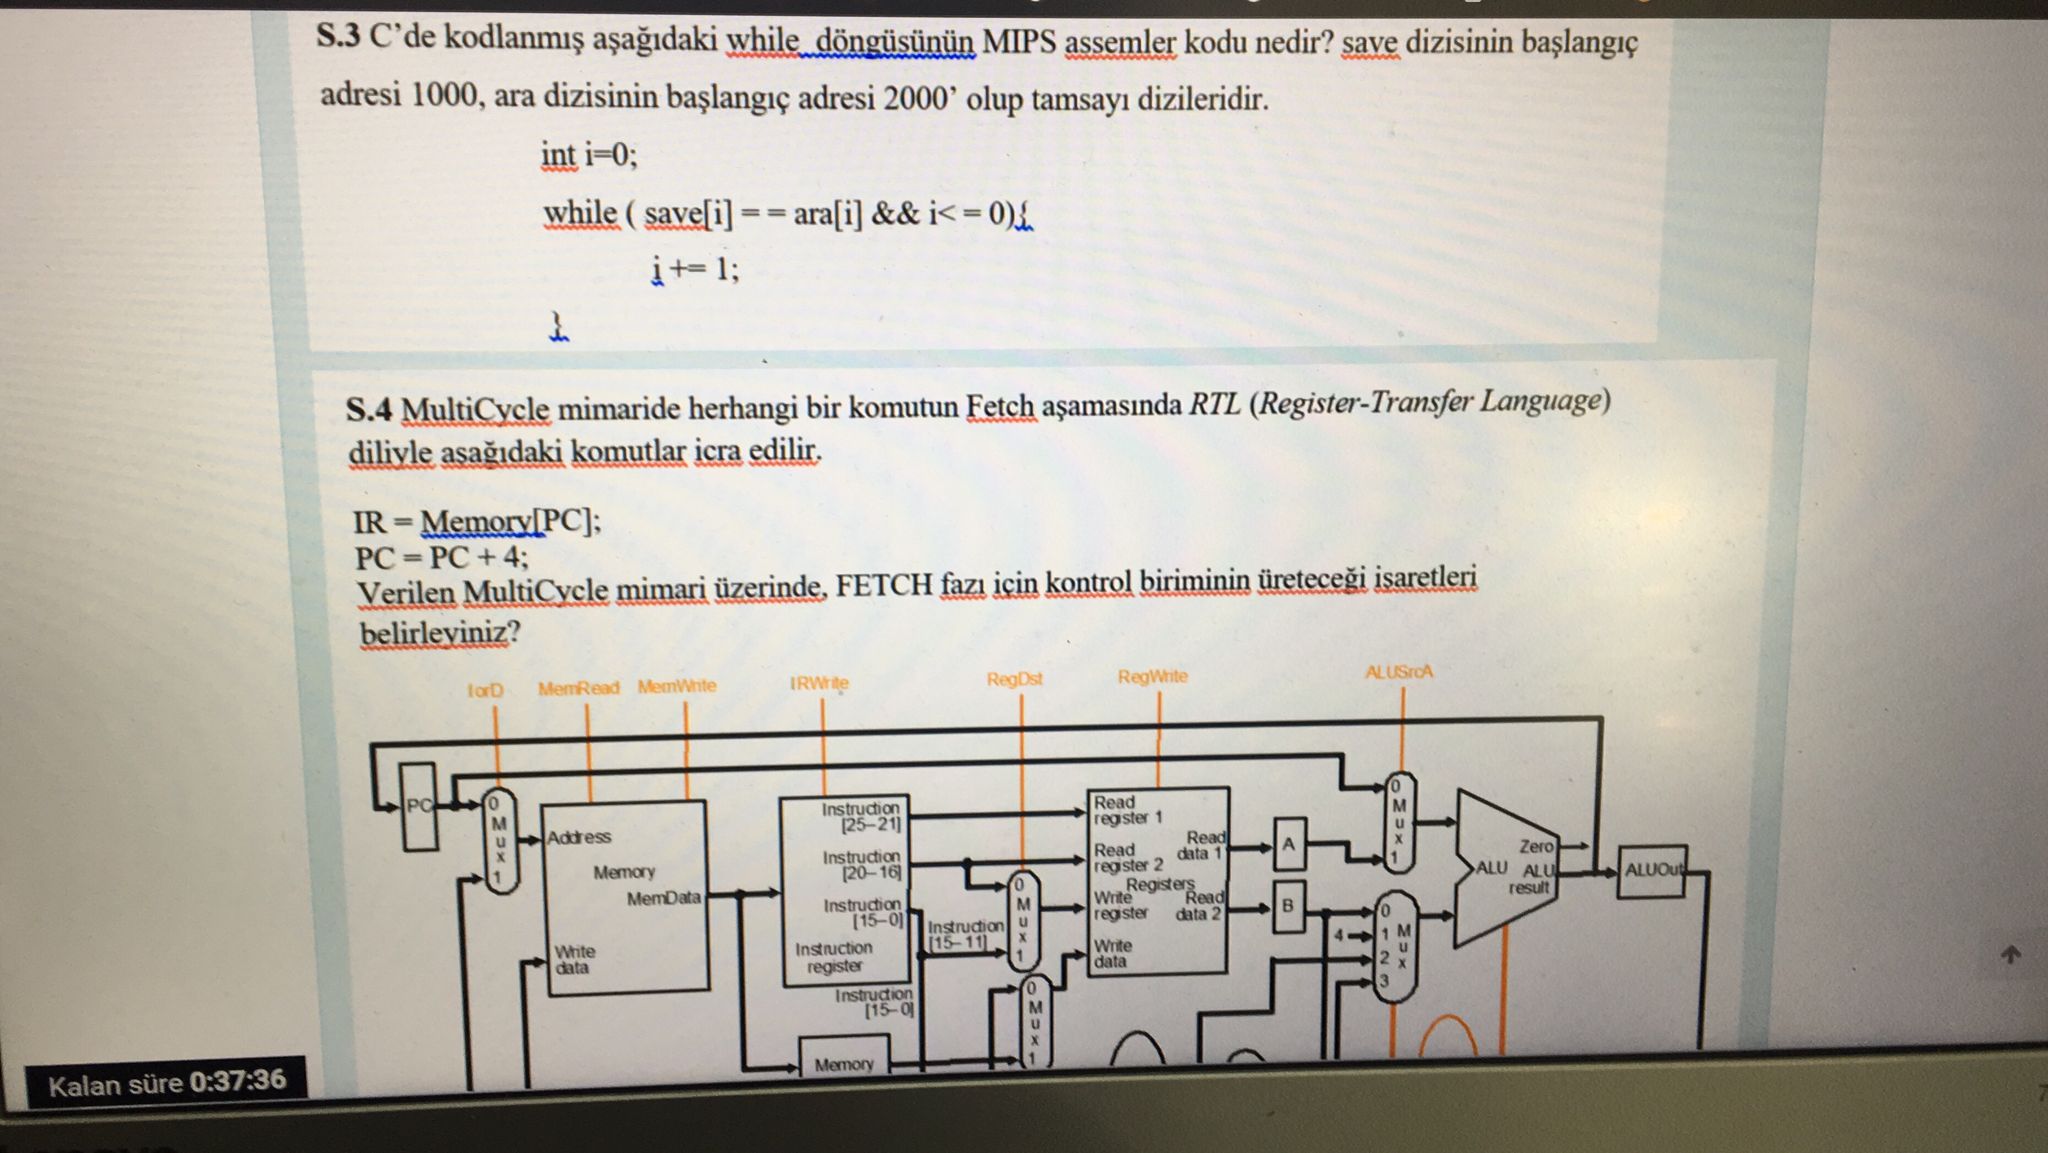 S.3 C'de kodlanmış aşağıdaki while döngüsünün MIPS assemler kodu nedir? save dizisinin başlangıç
adresi 1000, ara dizisinin başlangıç adresi 2000' olup tamsayı dizileridir.
int i=0;
while ( save[i] = = ara[i] && i< = 0){
i += 1;
}
S.4 MultiCycle mimaride herhangi bir komutun Fetch aşamasında RTL (Register-Transfer Language)
diliyle aşağıdaki komutlar icra edilir.
IR = Memory[PC];
PC = PC + 4;
Verilen MultiCycle mimari üzerinde, FETCH fazı için kontrol biriminin üreteceği işaretleri
belirleyiniz?
IorD MemRead MemWrite IRWrite RegDst RegWrite ALUSrcA
PC
0
M
u
x
1
Address
Memory
MemData
Write
data
Instruction
[25–21]
Instruction
[20–16]
Instruction
[15–0]
Instruction
register
Instruction
[15–0]
Memory
Instruction
[15–11]
0
M
u
x
1
0
M
u
x
1
Read
register 1
Read
register 2
Registers
Write
register
Write
data
Read
data 1
Read
data 2
A
B
4
0
M
u
x
1
0
1 M
u
2 x
3
Zero
ALU ALU
result
ALUOut
Kalan süre 0:37:36